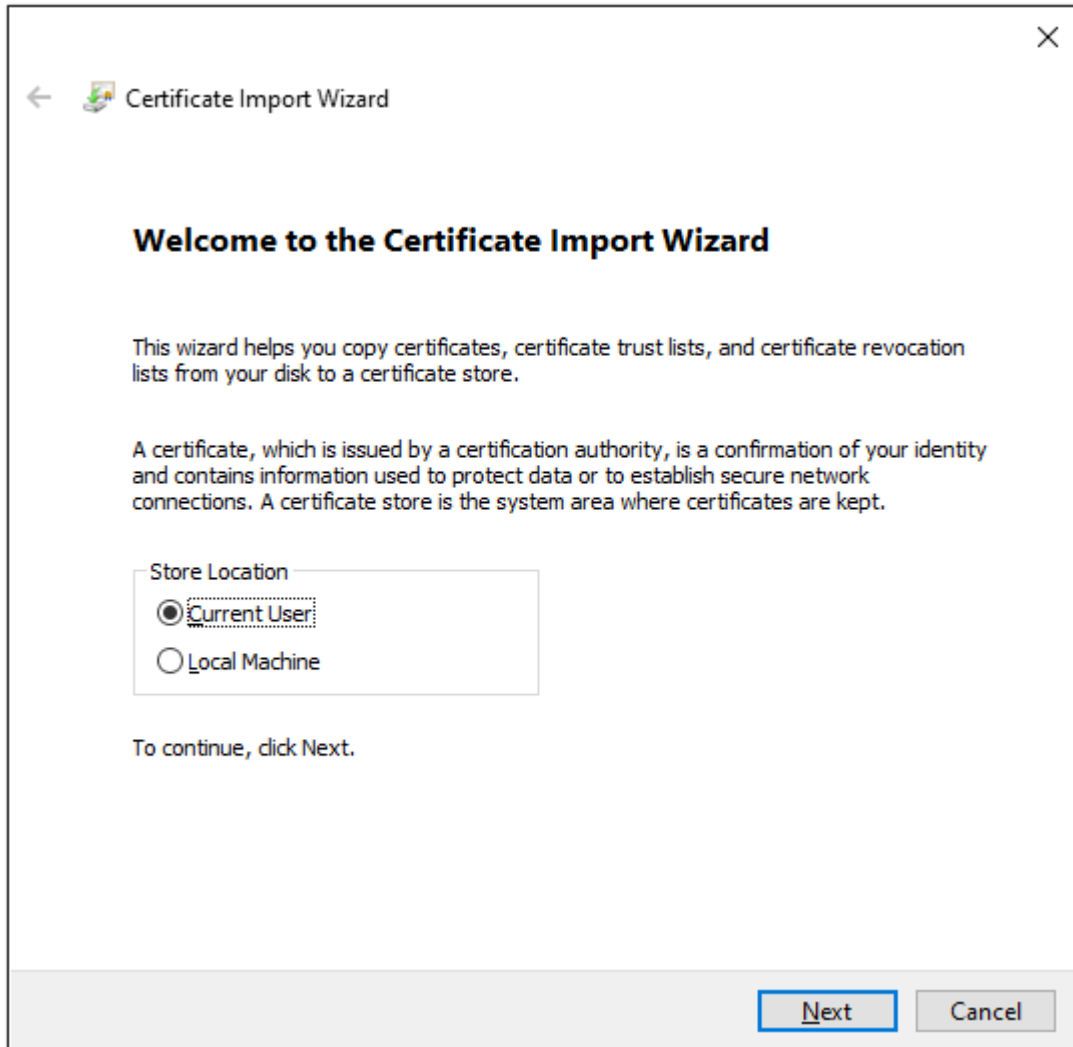 Certificate Import Wizard
Welcome to the Certificate Import Wizard
This wizard helps you copy certificates, certificate trust lists, and certificate revocation
lists from your disk to a certificate store.
A certificate, which is issued by a certification authority, is a confirmation of your identity
and contains information used to protect data or to establish secure network
connections. A certificate store is the system area where certificates are kept.
Store Location
Current User
Local Machine
To continue, click Next.
Next Cancel